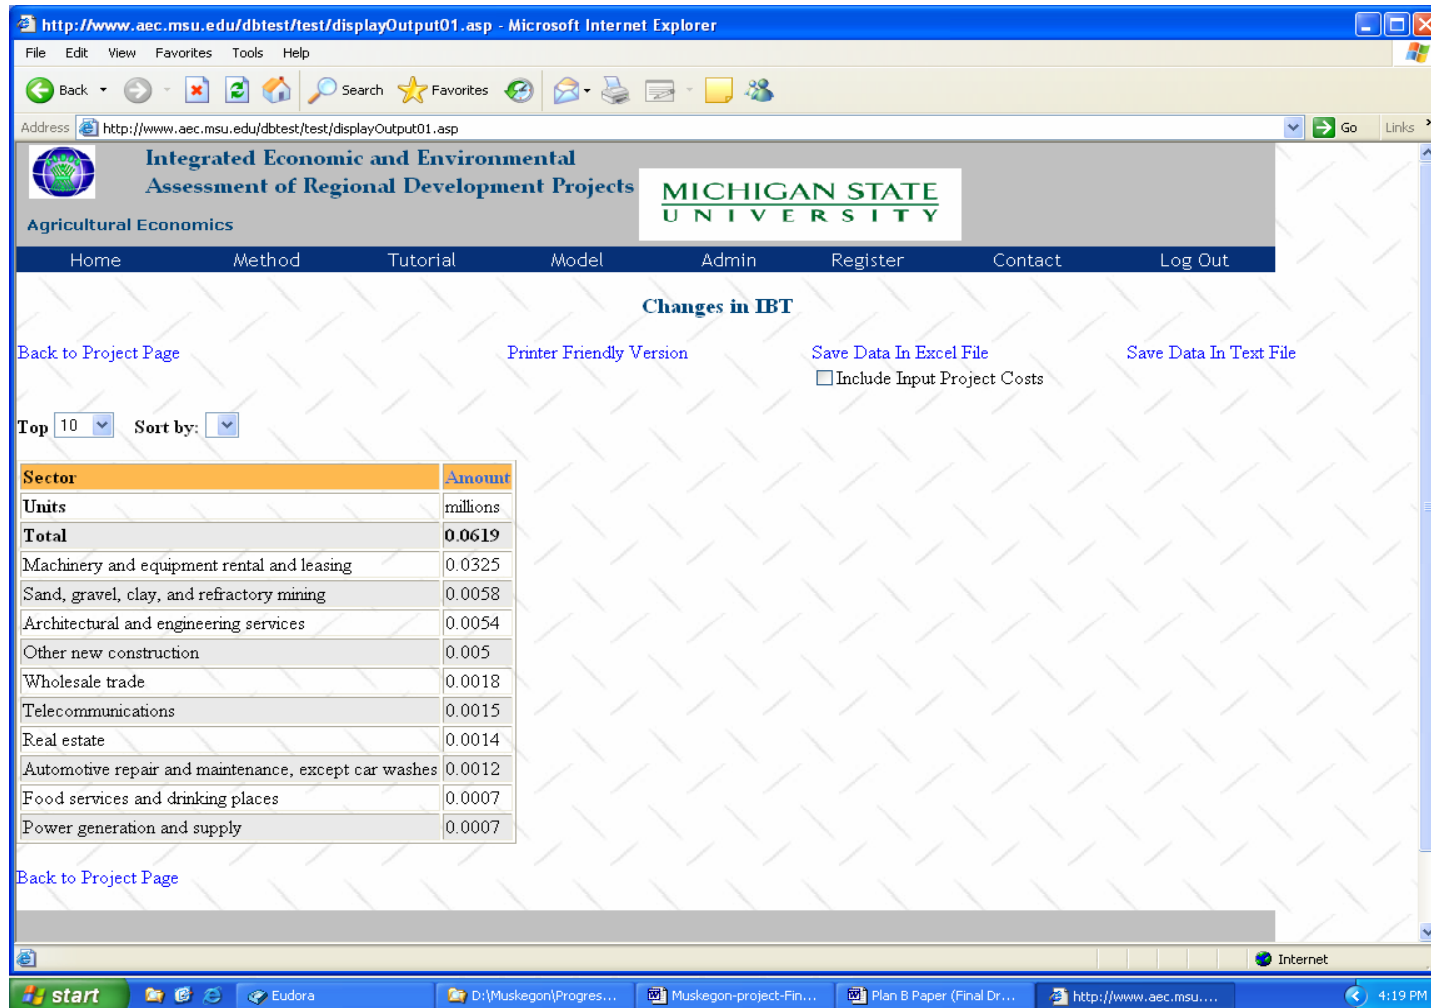 http://www.aec.msu.edu/dbtest/test/displayOutput01.asp - Microsoft Internet Explorer
File Edit View Favorites Tools Help
Back Search Favorites
Address http://www.aec.msu.edu/dbtest/test/displayOutput01.asp Go Links
Integrated Economic and Environmental
Assessment of Regional Development Projects
MICHIGAN STATE
UNIVERSITY
Agricultural Economics
Home Method Tutorial Model Admin Register Contact Log Out
Changes in IBT
Back to Project Page Printer Friendly Version Save Data In Excel File Save Data In Text File
Include Input Project Costs
Top 10 Sort by:
Sector Amount
Units millions
Total 0.0619
Machinery and equipment rental and leasing 0.0325
Sand, gravel, clay, and refractory mining 0.0058
Architectural and engineering services 0.0054
Other new construction 0.005
Wholesale trade 0.0018
Telecommunications 0.0015
Real estate 0.0014
Automotive repair and maintenance, except car washes 0.0012
Food services and drinking places 0.0007
Power generation and supply 0.0007
Back to Project Page
Internet
start Eudora D:\Muskegon\Progres... Muskegon-project-Fin... Plan B Paper (Final Dr... http://www.aec.msu.... 4:19 PM